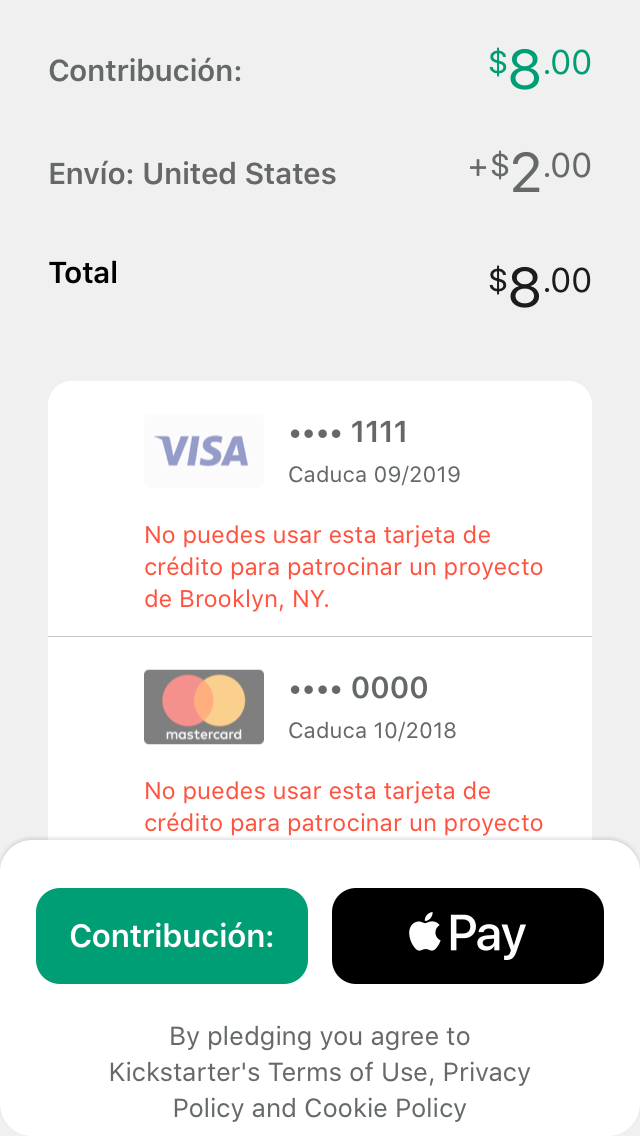 Contribución: $8.00
Envío: United States +$2.00
Total $8.00
VISA •••• 1111
Caduca 09/2019
No puedes usar esta tarjeta de
crédito para patrocinar un proyecto
de Brooklyn, NY.
•••• 0000
mastercard Caduca 10/2018
No puedes usar esta tarjeta de
crédito para patrocinar un proyecto
Contribución: Pay
By pledging you agree to
Kickstarter's Terms of Use, Privacy
Policy and Cookie Policy